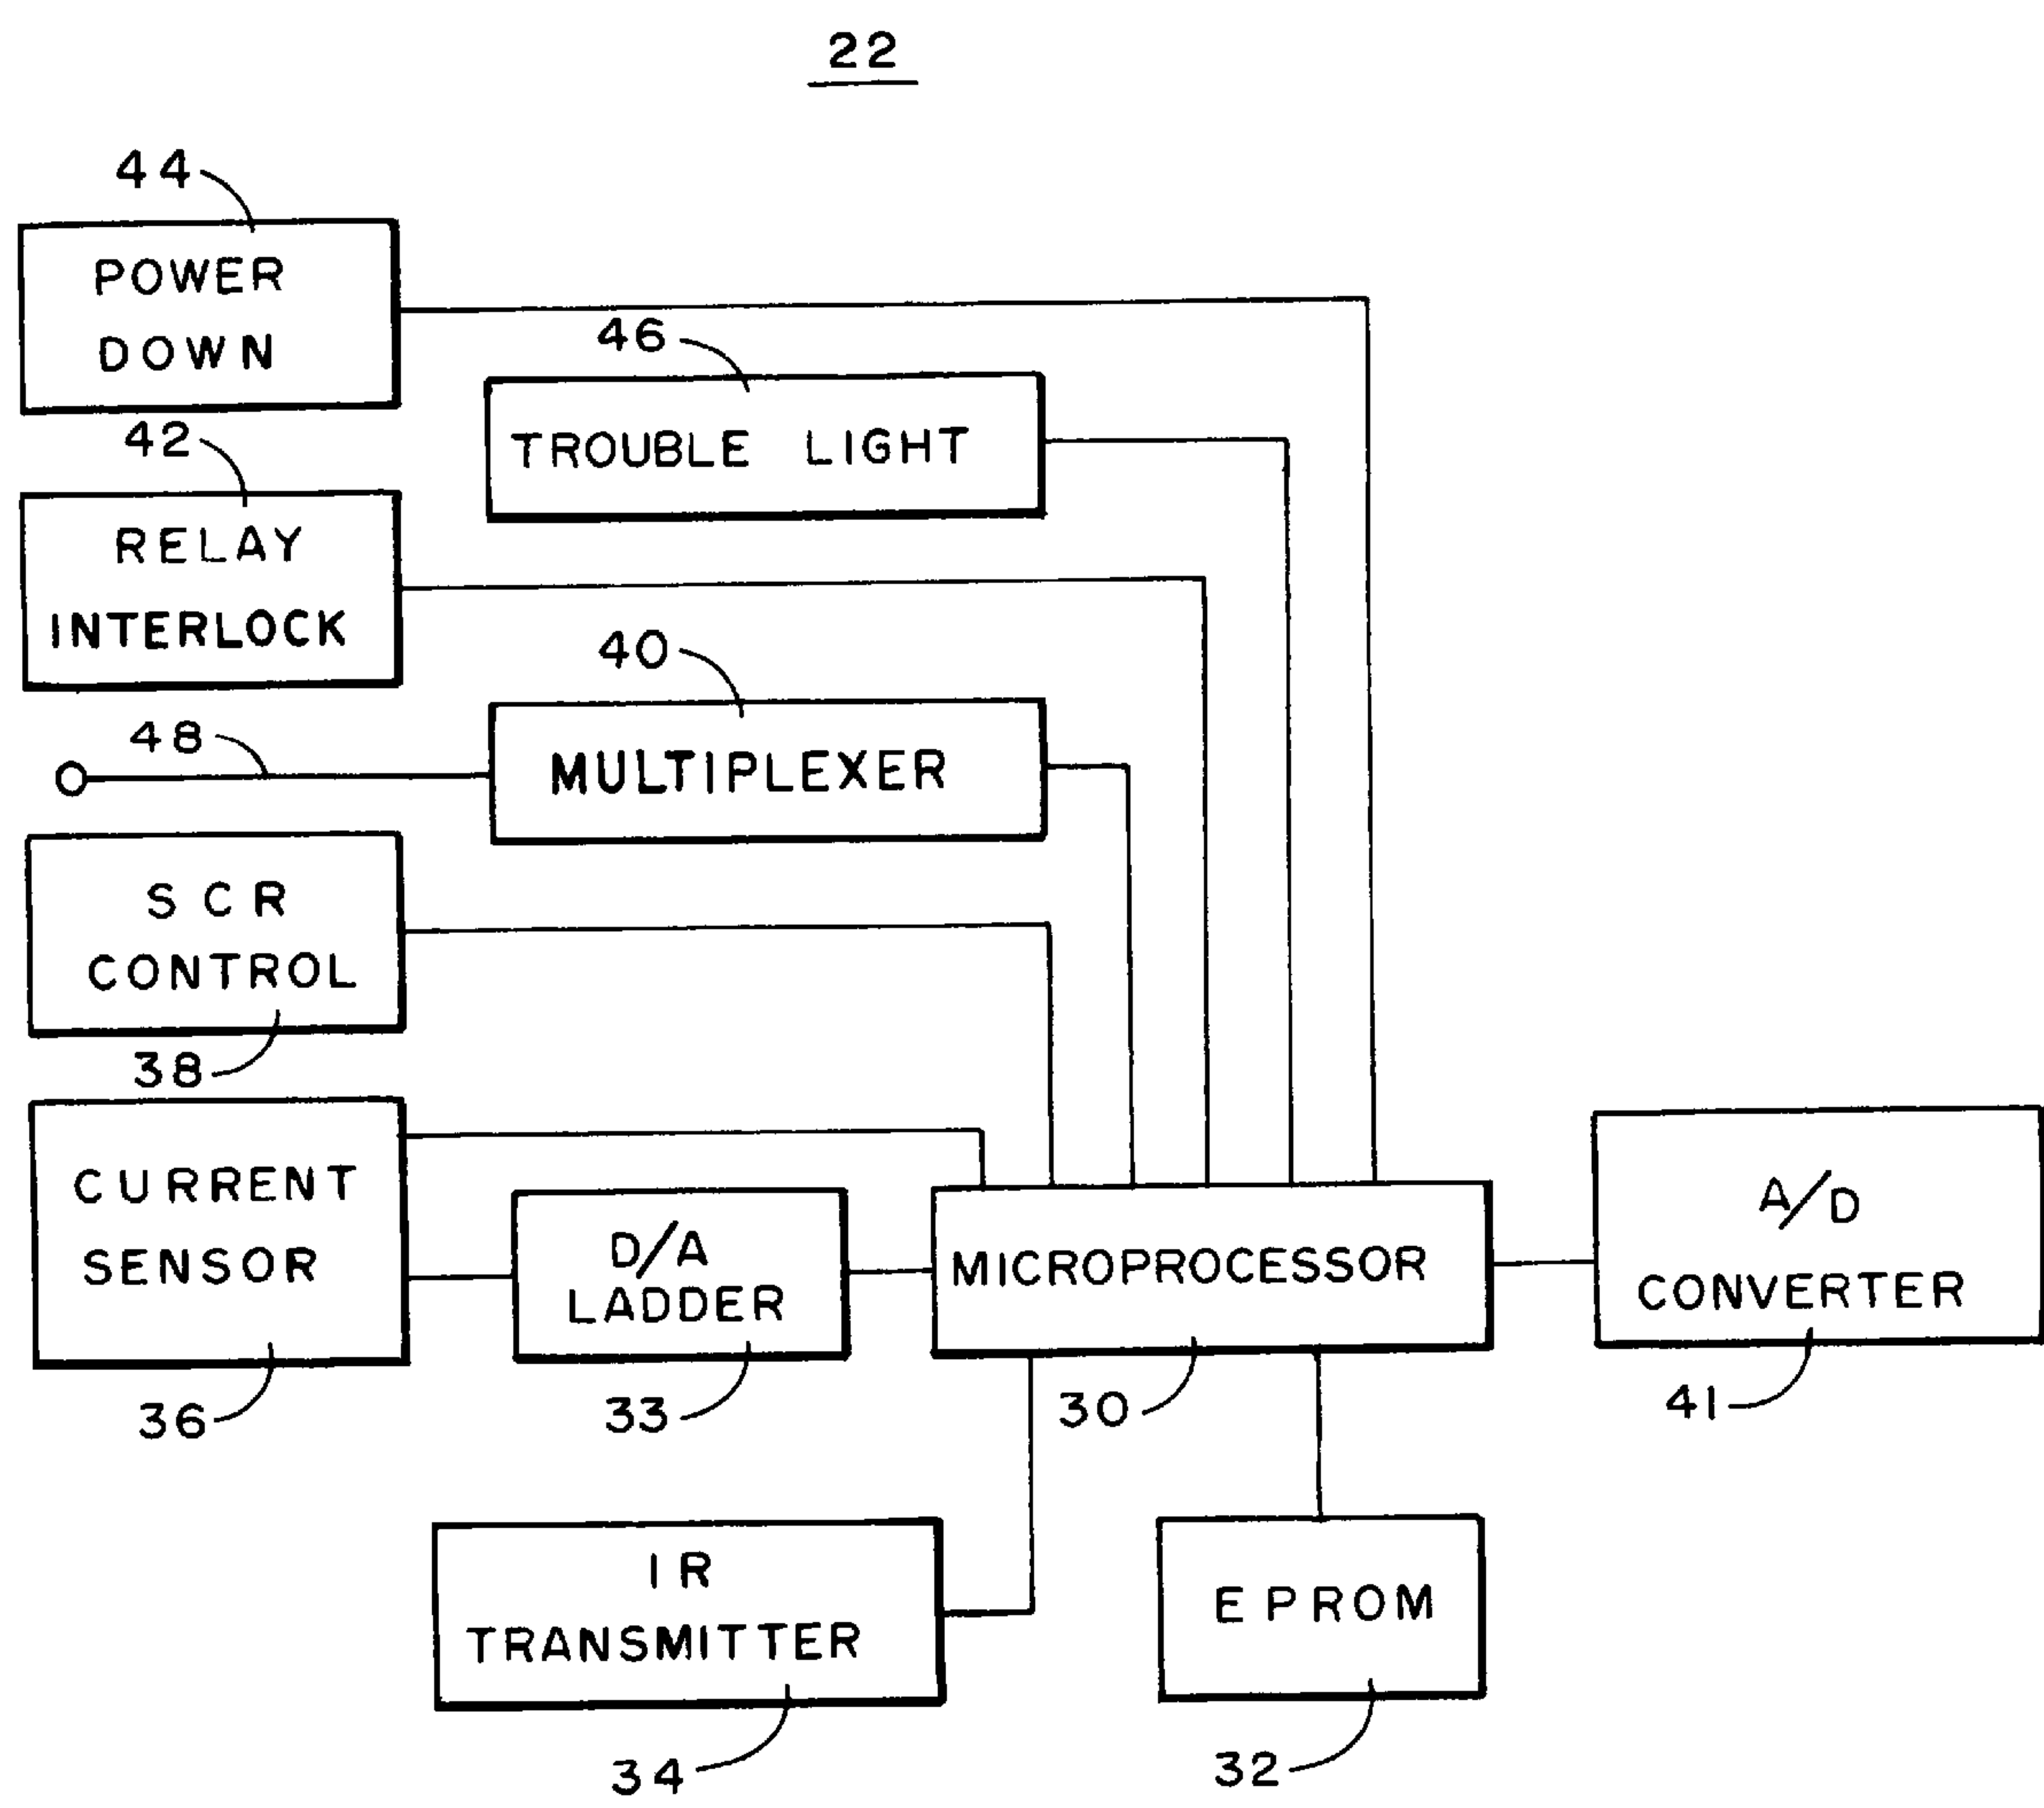 22
44
POWER
DOWN
46
TROUBLE LIGHT
42
RELAY
INTERLOCK
40
MULTIPLEXER
48
SCR
CONTROL
38
CURRENT
SENSOR
36
D/A
LADDER
33
MICROPROCESSOR
30
A/D
CONVERTER
41
IR
TRANSMITTER
34
EPROM
32